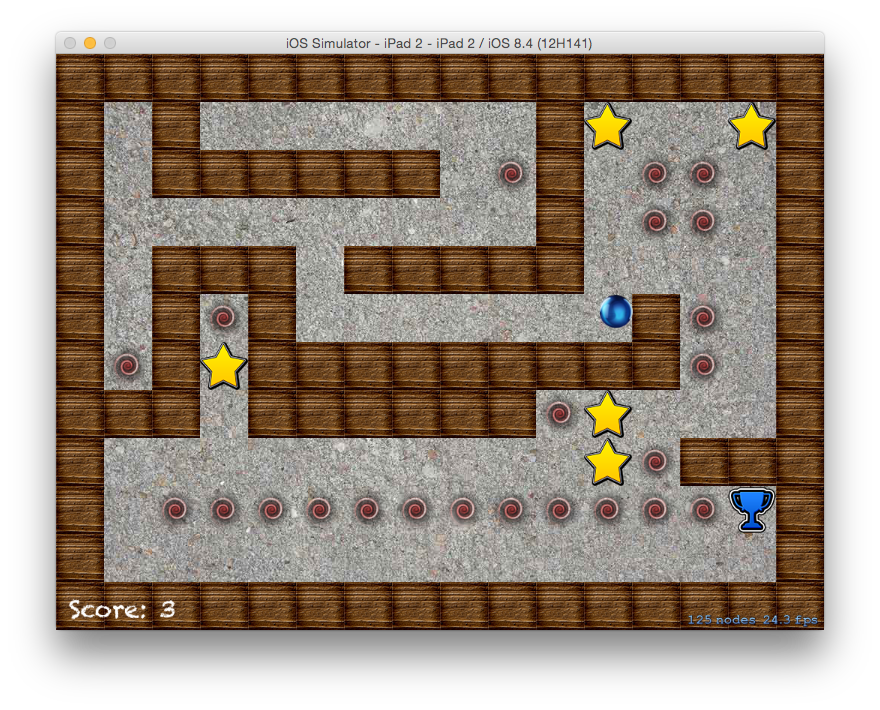 iOS Simulator - iPad 2 - iPad 2 / iOS 8.4 (12H141)
Score: 3
125 nodes 24.3 fps